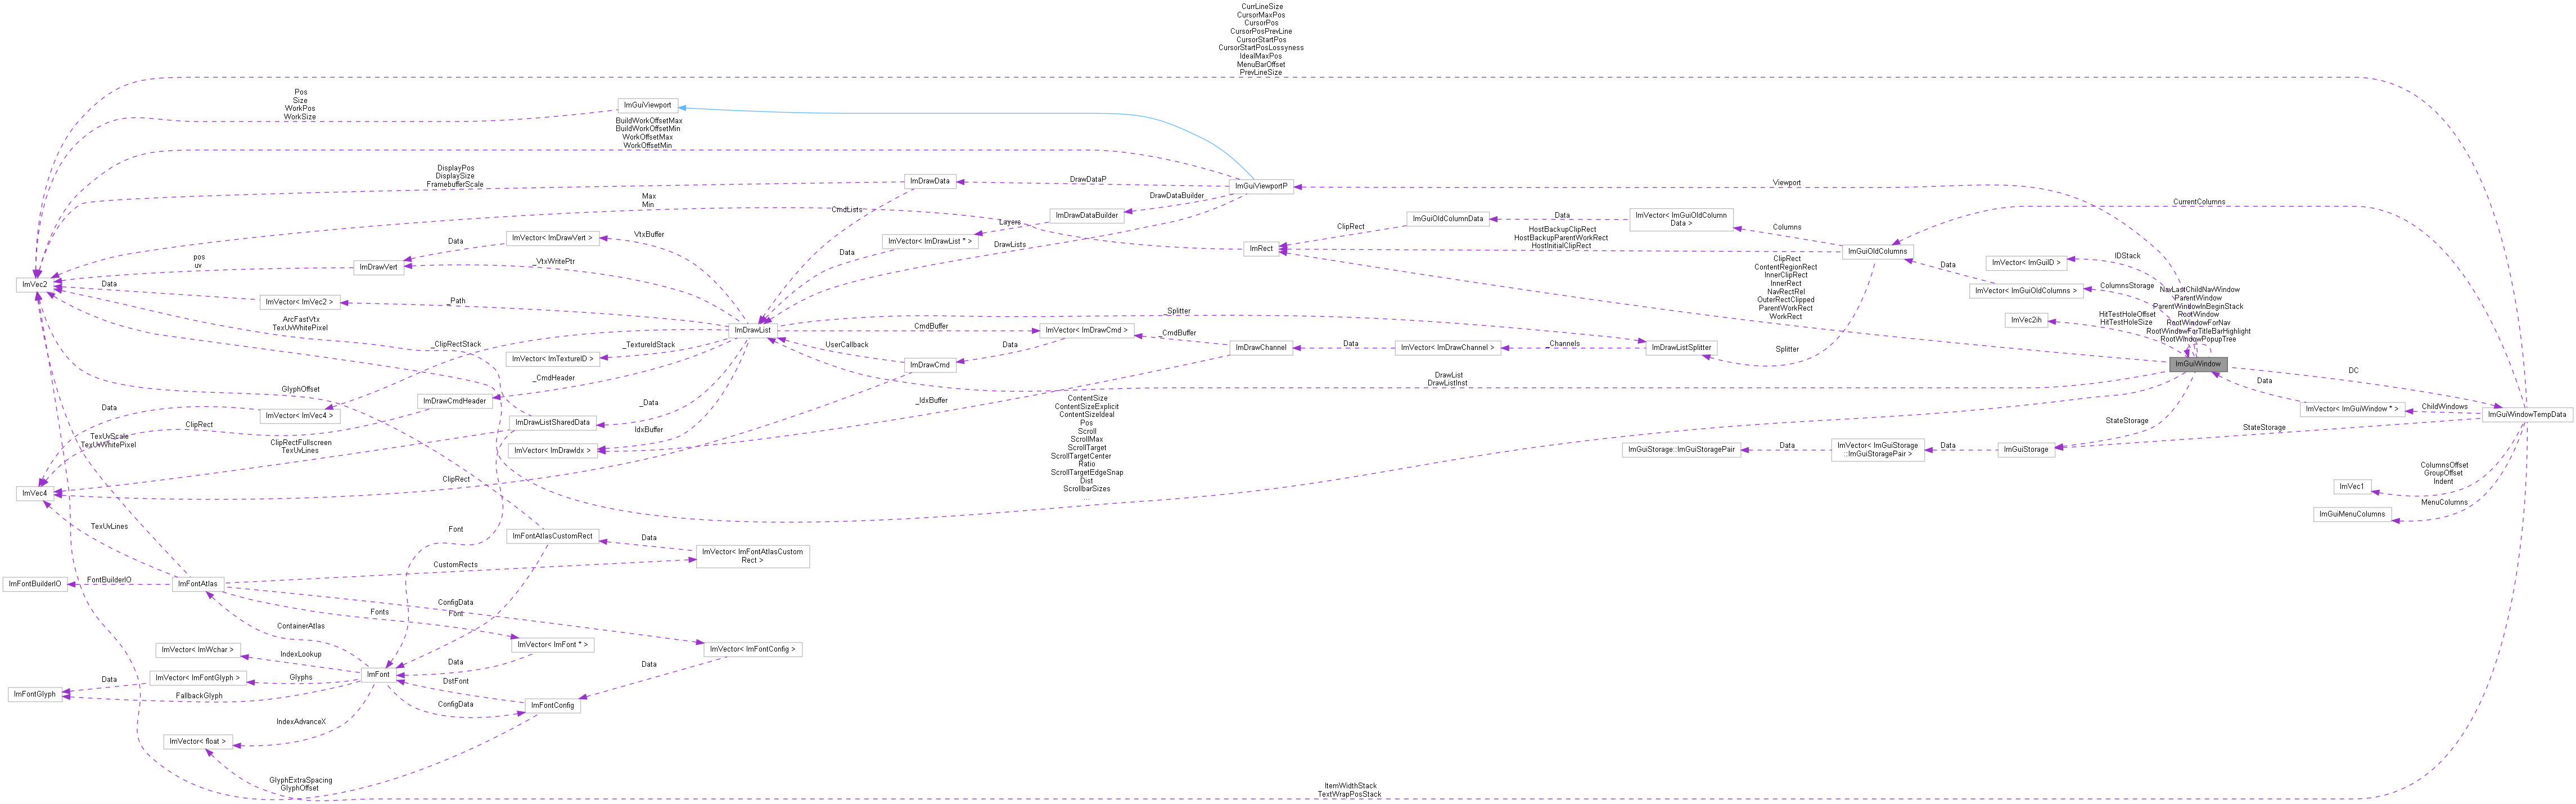 CurrLineSize
CursorMaxPos
CursorPos
CursorPosPrevLine
CursorStartPos
CursorStartPosLossyness
IdealMaxPos
MenuBarOffset
PrevLineSize
Pos
Size
WorkPos
WorkSize
ImGuiViewport
BuildWorkOffsetMax
BuildWorkOffsetMin
WorkOffsetMax
WorkOffsetMin
DisplayPos
DisplaySize
FramebufferScale
ImDrawData
DrawDataP
ImGuiViewportP
Viewport
Max
Min
CmdLists
DrawDataBuilder
ImDrawDataBuilder
Layers
CurrentColumns
ImGuiOldColumnData
Data
ImVector< ImGuiOldColumn
Data >
ClipRect
Columns
VtxBuffer
ImVector< ImDrawVert >
Data
ImVector< ImDrawList * >
DrawLists
ImRect
HostBackupClipRect
HostBackupParentWorkRect
HostInitialClipRect
ImGuiOldColumns
Data
pos
uv
ImDrawVert
_VtxWritePtr
ClipRect
ContentRegionRect
InnerClipRect
InnerRect
NavRectRel
OuterRectClipped
ParentWorkRect
WorkRect
Data
ImVector< ImGuiID >
IDStack
ImVec2
Data
ImVector< ImVec2 >
_Path
ImVector< ImGuiOldColumns >
ColumnsStorage
NavLastChildNavWindow
ParentWindow
ParentWindowInBeginStack
RootWindow
RootWindowForNav
RootWindowForTitleBarHighlight
RootWindowPopupTree
ArcFastVtx
TexUvWhitePixel
ImDrawList
CmdBuffer
_Splitter
ImVector< ImDrawCmd >
_CmdBuffer
ImVec2ih
HitTestHoleOffset
HitTestHoleSize
_ClipRectStack
_TextureIdStack
ImVector< ImTextureID >
UserCallback
Data
ImDrawCmd
ImDrawChannel
Data
ImVector< ImDrawChannel >
_Channels
ImDrawListSplitter
Splitter
ImGuiWindow
DC
_CmdHeader
DrawList
DrawListInst
Data
GlyphOffset
ImDrawCmdHeader
_Data
_IdxBuffer
ContentSize
ContentSizeExplicit
ContentSizeIdeal
Pos
Scroll
ScrollMax
ScrollTarget
ScrollTargetCenter
Ratio
ScrollTargetEdgeSnap
Dist
ScrollbarSizes
...
Data
ImVector< ImVec4 >
ImDrawListSharedData
IdxBuffer
ImVector< ImGuiWindow * >
ChildWindows
ImGuiWindowTempData
StateStorage
StateStorage
ClipRect
TexUvScale
TexUvWhitePixel
ClipRectFullscreen
TexUvLines
ImVector< ImDrawIdx >
ImGuiStorage::ImGuiStoragePair
Data
ImVector< ImGuiStorage
::ImGuiStoragePair >
Data
ImGuiStorage
ImVec4
ClipRect
ColumnsOffset
GroupOffset
Indent
ImVec1
MenuColumns
ImGuiMenuColumns
TexUvLines
Font
ImFontAtlasCustomRect
Data
ImVector< ImFontAtlasCustom
Rect >
CustomRects
ImFontBuilderIO
FontBuilderIO
ImFontAtlas
ConfigData
Fonts
Font
ContainerAtlas
ImVector< ImFont * >
ImVector< ImFontConfig >
ImVector< ImWchar >
IndexLookup
Data
Data
ImFont
Data
ImVector< ImFontGlyph >
Glyphs
DstFont
ImFontGlyph
FallbackGlyph
ConfigData
ImFontConfig
IndexAdvanceX
ImVector< float >
GlyphExtraSpacing
GlyphOffset
ItemWidthStack
TextWrapPosStack